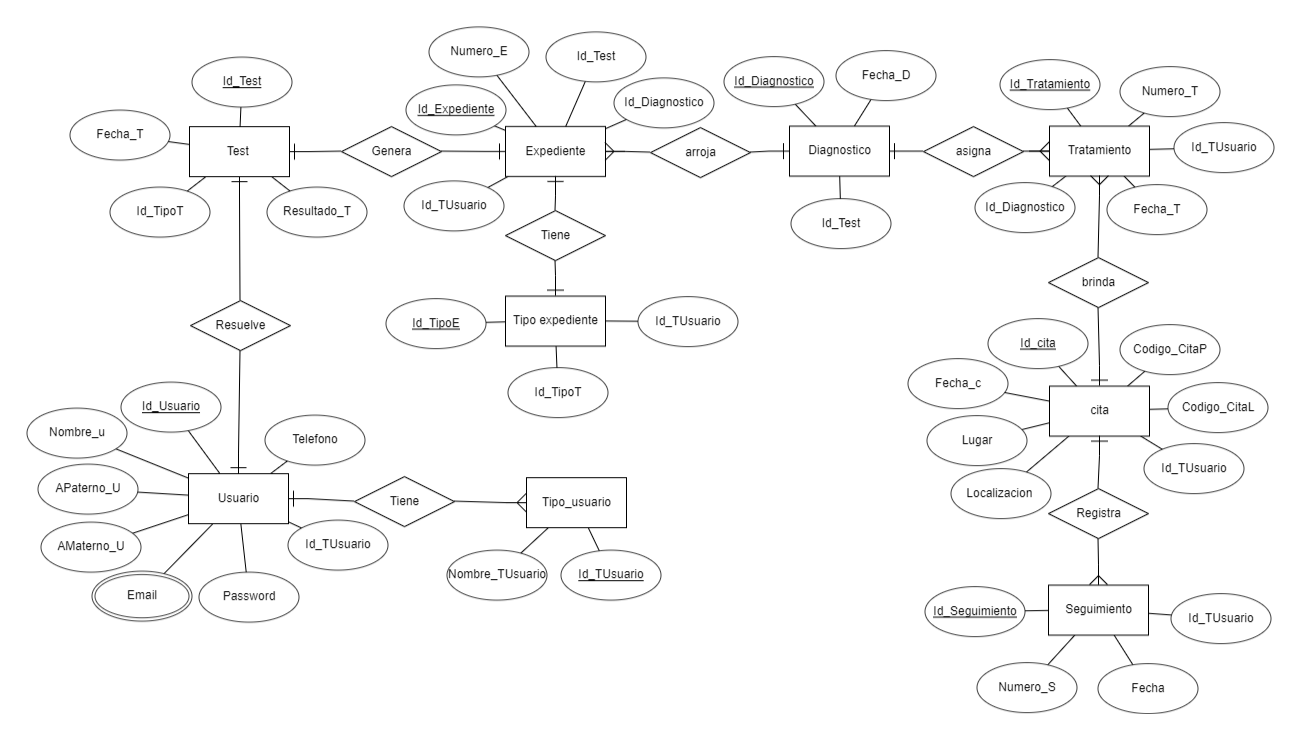 Numero_E
Id_Test
Id_Test
Id_Diagnostico
Fecha_D
Id_Tratamiento
Numero_T
Id_Expediente
Id_Diagnostico
Fecha_T
Test
Genera
Expediente
arroja
Diagnostico
asigna
Tratamiento
Id_TUsuario
Id_TipoT
Resultado_T
Id_TUsuario
Id_Test
Id_Diagnostico
Fecha_T
Tiene
brinda
Resuelve
Id_TipoE
Tipo expediente
Id_TUsuario
Id_cita
Codigo_CitaP
Id_TipoT
Fecha_c
Id_Usuario
cita
Codigo_CitaL
Nombre_u
Telefono
Lugar
Id_TUsuario
APaterno_U
Usuario
Tiene
Tipo_usuario
Localizacion
Registra
AMaterno_U
Id_TUsuario
Nombre_TUsuario
Id_TUsuario
Email
Password
Id_Seguimiento
Seguimiento
Id_TUsuario
Numero_S
Fecha